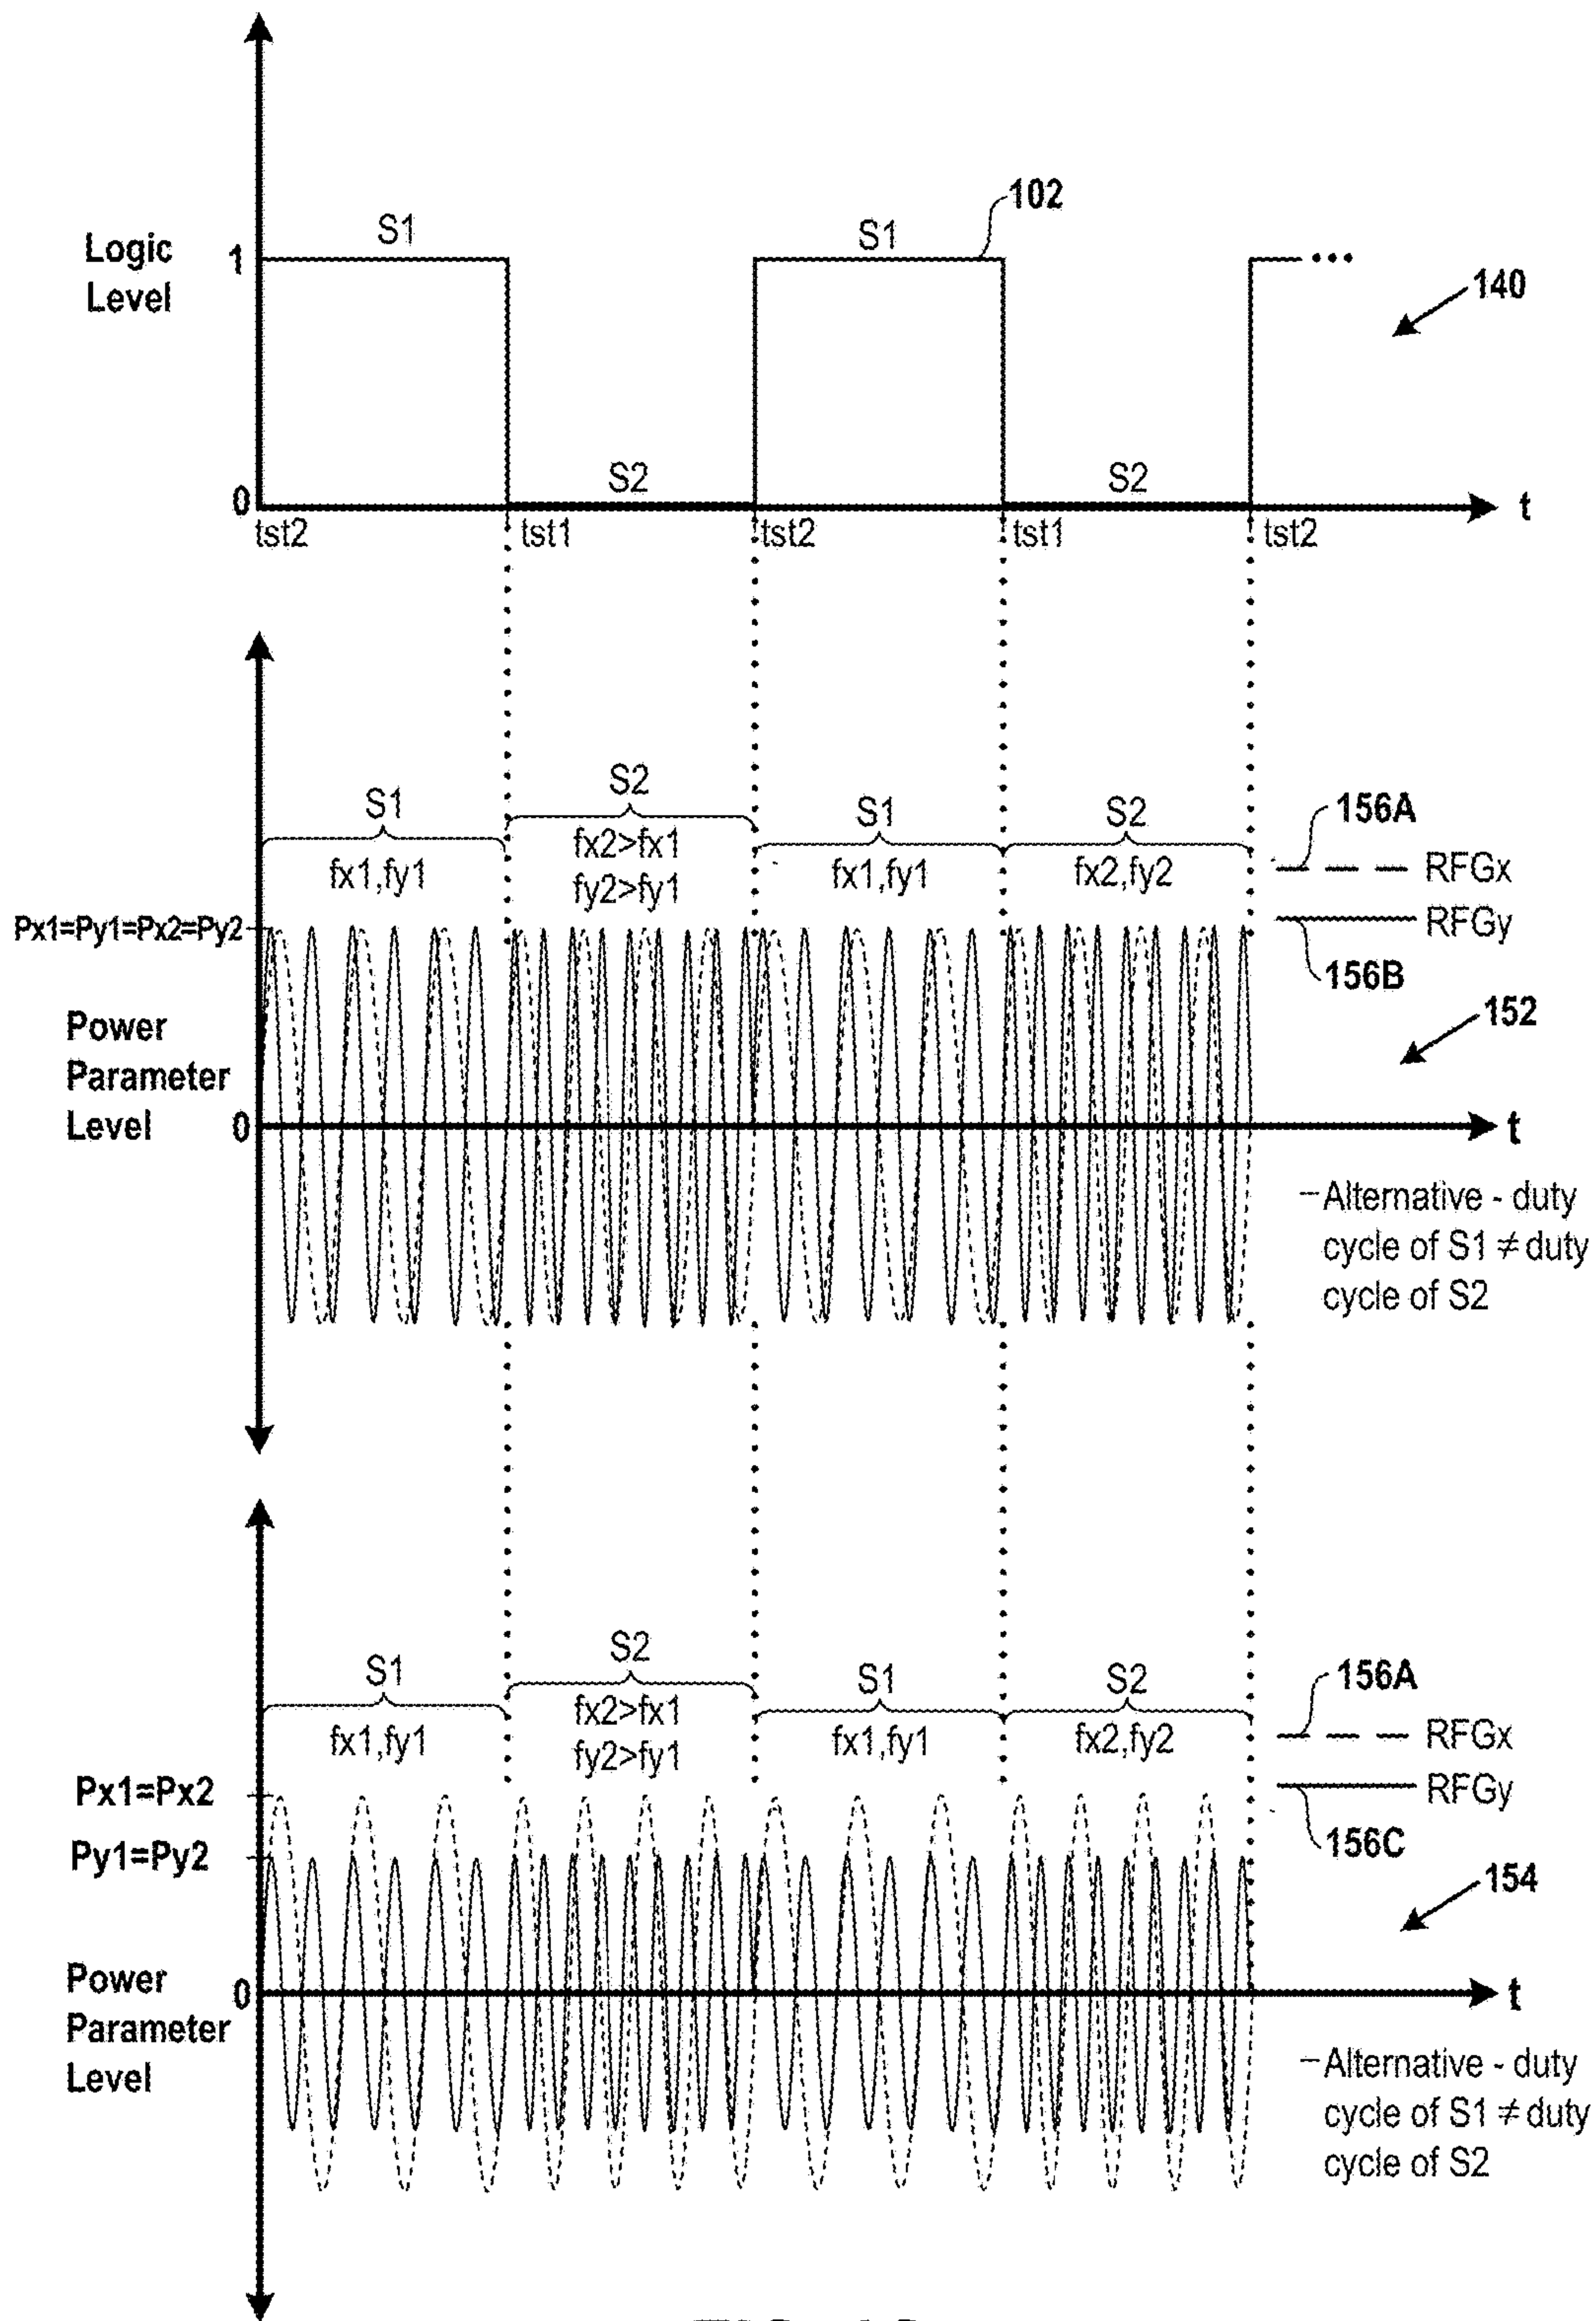 102
S1
S1
Logic
Level
1
140
S2
S2
0
t
tst2
tst1
tst2
tst1
tst2
S1
S2
S1
S2
156A
fx1,fy1
fx2>fx1
fy2>fy1
fx1,fy1
fx2,fy2
RFGx
RFGy
Px1=Py1=Px2=Py2
156B
152
Power
Parameter
Level
0
t
–Alternative - duty
cycle of S1 ≠ duty
cycle of S2
S1
S2
S1
S2
156A
fx1,fy1
fx2>fx1
fy2>fy1
fx1,fy1
fx2,fy2
RFGx
RFGy
Px1=Px2
Py1=Py2
156C
154
Power
Parameter
Level
0
t
–Alternative - duty
cycle of S1 ≠ duty
cycle of S2